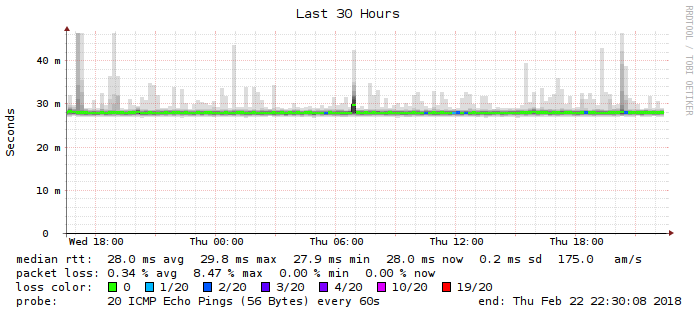 Last 30 Hours
RRDTOOL / TOBI OETIKER
Seconds
40 m
30 m
20 m
10 m
0
Wed 18:00 Thu 00:00 Thu 06:00 Thu 12:00 Thu 18:00
median rtt: 28.0 ms avg 29.8 ms max 27.9 ms min 28.0 ms now 0.2 ms sd 175.0 am/s
packet loss: 0.34 % avg 8.47 % max 0.00 % min 0.00 % now
loss color: 0 1/20 2/20 3/20 4/20 10/20 19/20
probe: 20 ICMP Echo Pings (56 Bytes) every 60s end: Thu Feb 22 22:30:08 2018